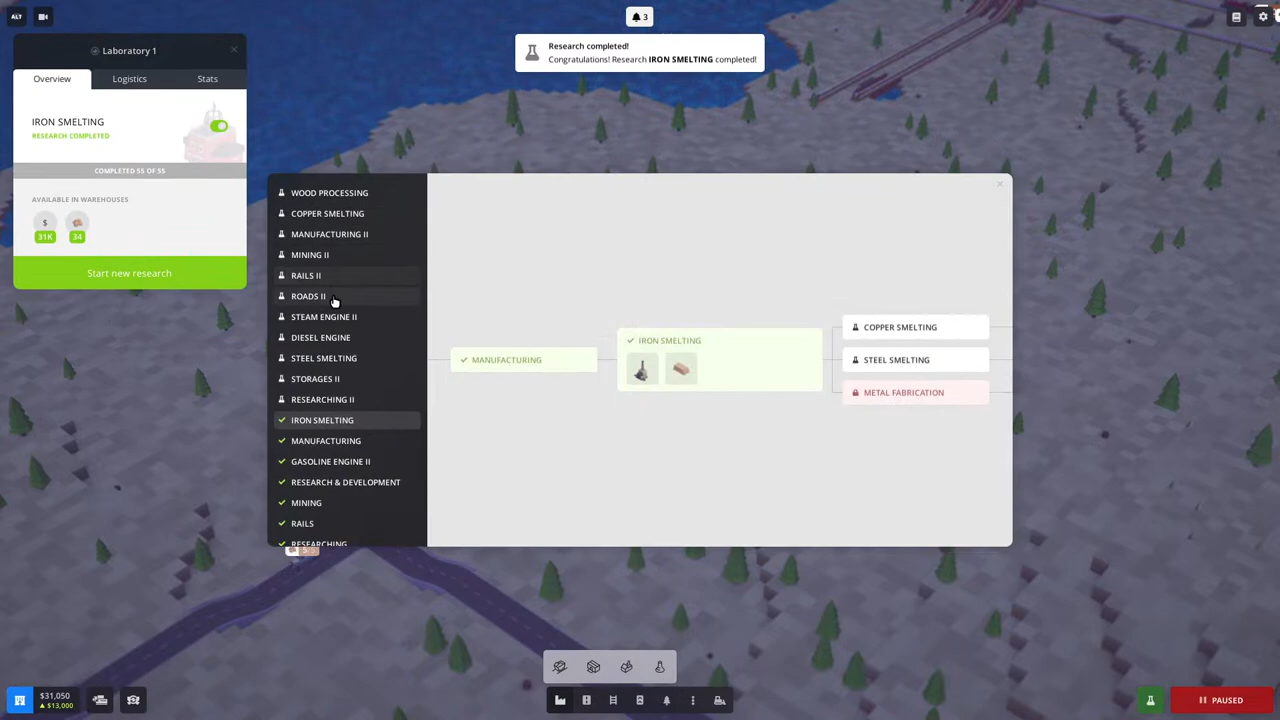 ALT
3
Laboratory 1
Overview
Logistics
Stats
IRON SMELTING
RESEARCH COMPLETED
COMPLETED 55 OF 55
AVAILABLE IN WAREHOUSES
$
31K
34
Start new research
Research completed!
Congratulations! Research IRON SMELTING completed!
WOOD PROCESSING
COPPER SMELTING
MANUFACTURING II
MINING II
RAILS II
ROADS II
STEAM ENGINE II
DIESEL ENGINE
STEEL SMELTING
STORAGES II
RESEARCHING II
IRON SMELTING
MANUFACTURING
GASOLINE ENGINE II
RESEARCH & DEVELOPMENT
MINING
RAILS
RESEARCHING
MANUFACTURING
IRON SMELTING
COPPER SMELTING
STEEL SMELTING
METAL FABRICATION
$31,050
$13,000
PAUSED